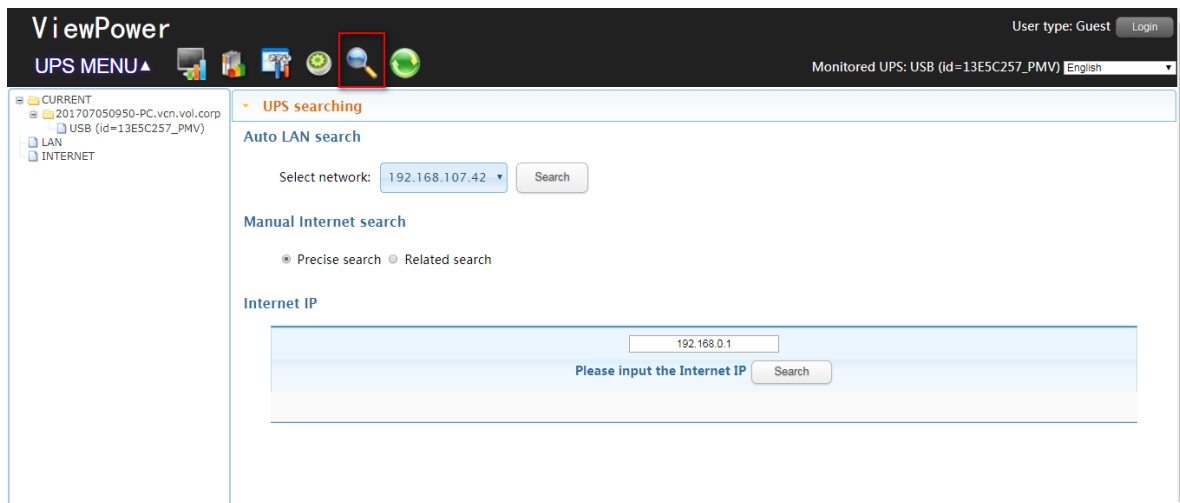 ViewPower
User type: Guest Login
UPS MENU▲
Monitored UPS: USB (id=13E5C257_PMV) English
CURRENT
201707050950-PC.vcn.vol.corp
USB (id=13E5C257_PMV)
LAN
INTERNET
UPS searching
Auto LAN search
Select network: 192.168.107.42 Search
Manual Internet search
Precise search Related search
Internet IP
192.168.0.1
Please input the Internet IP Search